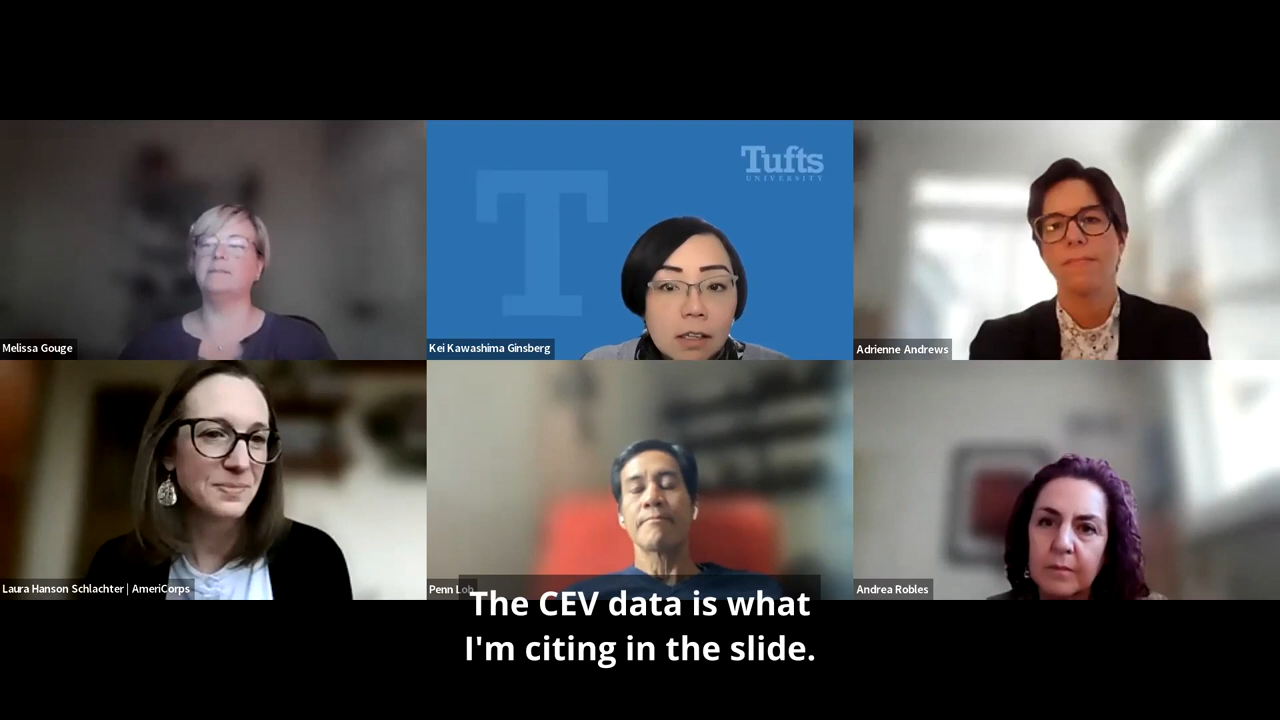 Tufts
UNIVERSITY
T
Melissa Gouge
Kei Kawashima Ginsberg
Adrienne Andrews
Laura Hanson Schlachter | AmeriCorps
Penn Loh
Andrea Robles
The CEV data is what
I'm citing in the slide.